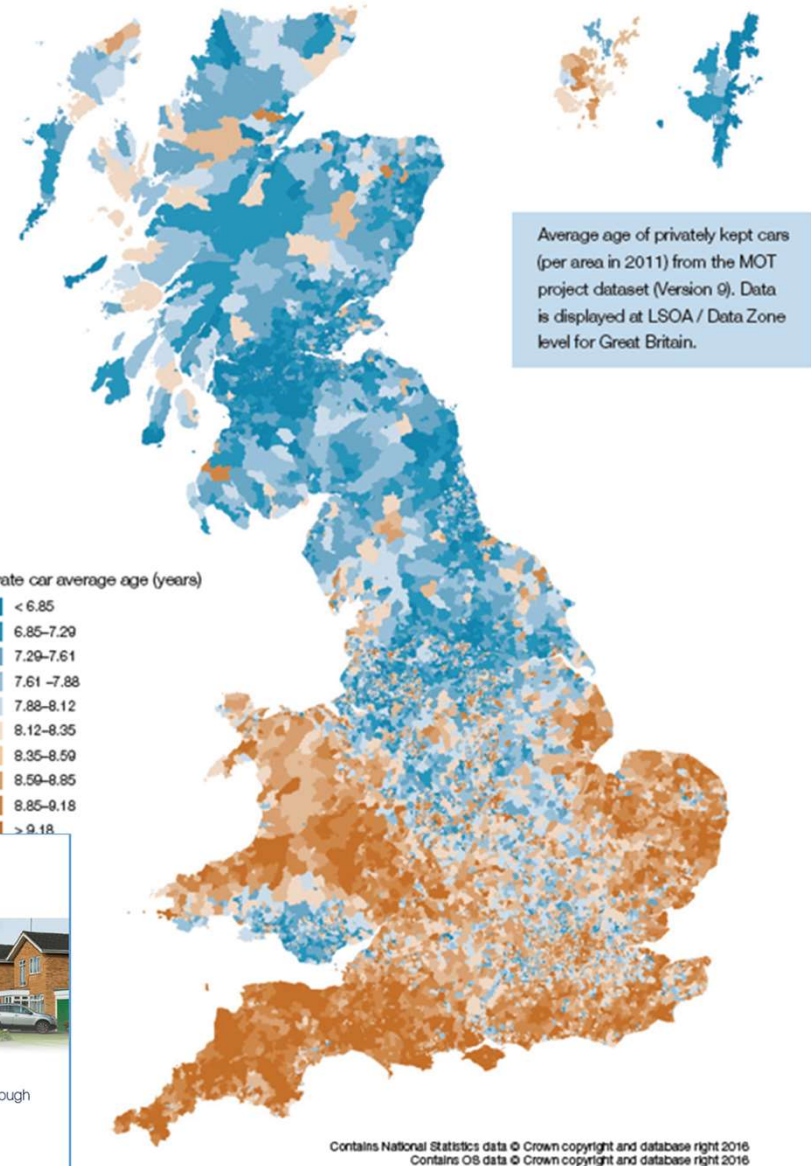 Average age of privately kept cars
(per area in 2011) from the MOT
project dataset (Version 9). Data
is displayed at LSOA / Data Zone
level for Great Britain.
ate car average age (years)
< 6.85
6.85–7.29
7.29–7.61
7.61 –7.88
7.88–8.12
8.12–8.35
8.35–8.59
8.59–8.85
8.85–9.18
> 9.18
ough
Contains National Statistics data © Crown copyright and database right 2016
Contains OS data © Crown copyright and database right 2016